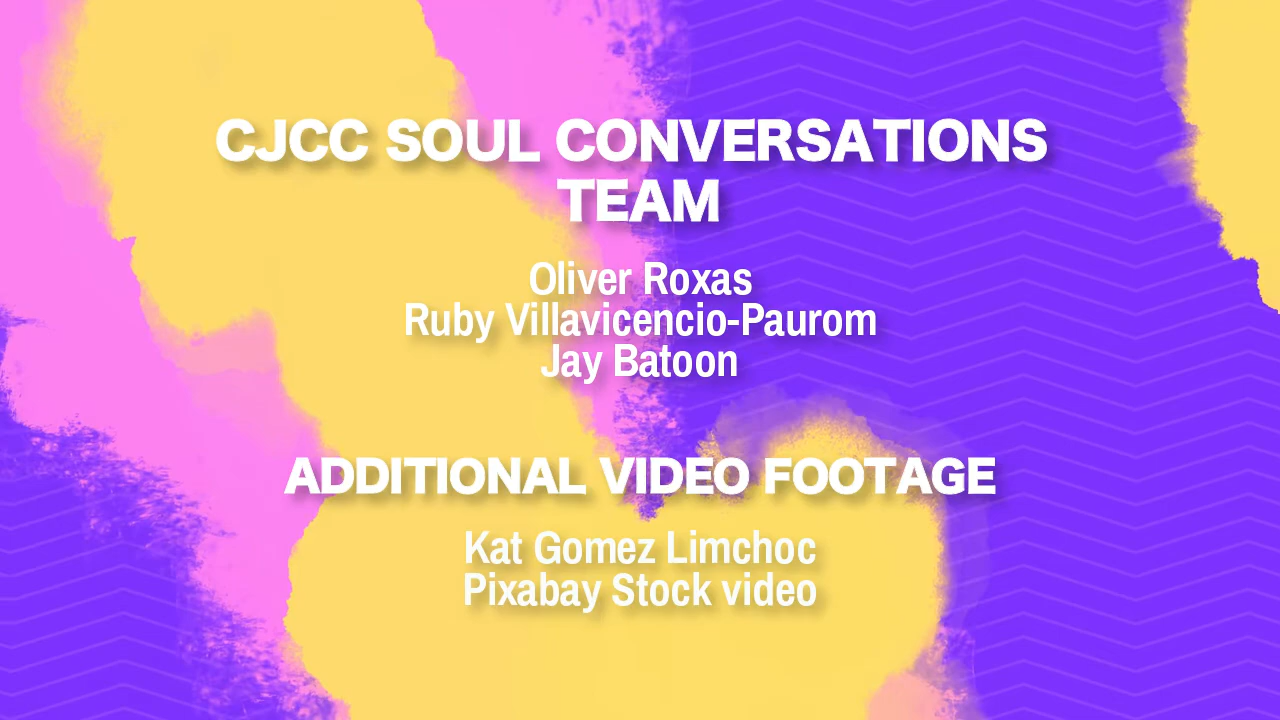 CJCC SOUL CONVERSATIONS
TEAM
Oliver Roxas
Ruby Villavicencio-Paurom
Jay Batoon
ADDITIONAL VIDEO FOOTAGE
Kat Gomez Limchoc
Pixabay Stock video